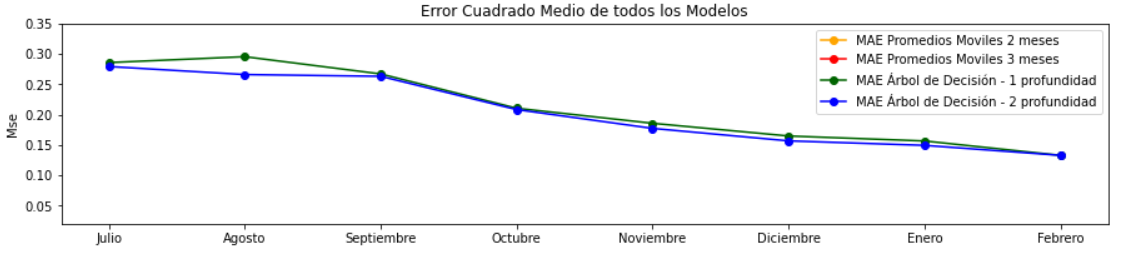 Error Cuadrado Medio de todos los Modelos
0.35
0.30
0.25
0.20
0.15
0.10
0.05
Mse
MAE Promedios Moviles 2 meses
MAE Promedios Moviles 3 meses
MAE Árbol de Decisión - 1 profundidad
MAE Árbol de Decisión - 2 profundidad
Julio
Agosto
Septiembre
Octubre
Noviembre
Diciembre
Enero
Febrero